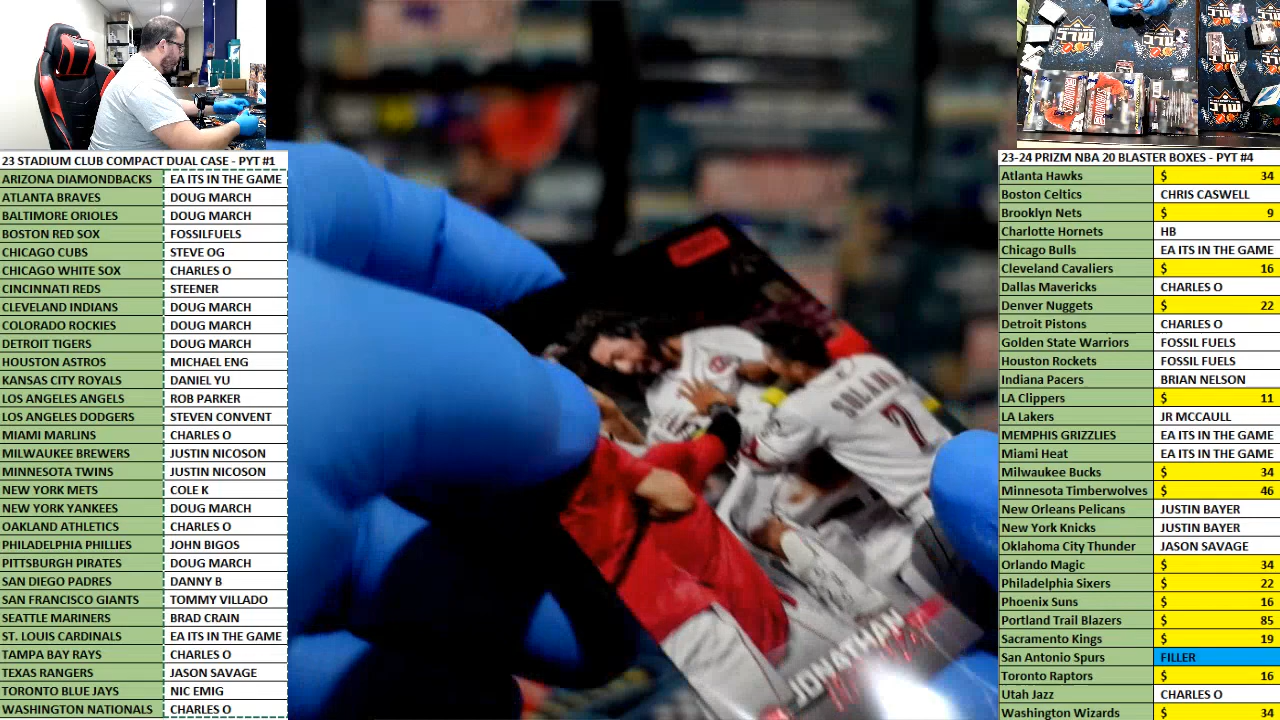 23 STADIUM CLUB COMPACT DUAL CASE - PYT #1
ARIZONA DIAMONDBACKS EA ITS IN THE GAME
ATLANTA BRAVES DOUG MARCH
BALTIMORE ORIOLES DOUG MARCH
BOSTON RED SOX FOSSILFUELS
CHICAGO CUBS STEVE OG
CHICAGO WHITE SOX CHARLES O
CINCINNATI REDS STEENER
CLEVELAND INDIANS DOUG MARCH
COLORADO ROCKIES DOUG MARCH
DETROIT TIGERS DOUG MARCH
HOUSTON ASTROS MICHAEL ENG
KANSAS CITY ROYALS DANIEL YU
LOS ANGELES ANGELS ROB PARKER
LOS ANGELES DODGERS STEVEN CONVENT
MIAMI MARLINS CHARLES O
MILWAUKEE BREWERS JUSTIN NICOSON
MINNESOTA TWINS JUSTIN NICOSON
NEW YORK METS COLE K
NEW YORK YANKEES DOUG MARCH
OAKLAND ATHLETICS CHARLES O
PHILADELPHIA PHILLIES JOHN BIGOS
PITTSBURGH PIRATES DOUG MARCH
SAN DIEGO PADRES DANNY B
SAN FRANCISCO GIANTS TOMMY VILLADO
SEATTLE MARINERS BRAD CRAIN
ST. LOUIS CARDINALS EA ITS IN THE GAME
TAMPA BAY RAYS CHARLES O
TEXAS RANGERS JASON SAVAGE
TORONTO BLUE JAYS NIC EMIG
WASHINGTON NATIONALS CHARLES O
SOLANO
7
JONATHAN
23-24 PRIZM NBA 20 BLASTER BOXES - PYT #4
Atlanta Hawks $ 34
Boston Celtics CHRIS CASWELL
Brooklyn Nets $ 9
Charlotte Hornets HB
Chicago Bulls EA ITS IN THE GAME
Cleveland Cavaliers $ 16
Dallas Mavericks CHARLES O
Denver Nuggets $ 22
Detroit Pistons CHARLES O
Golden State Warriors FOSSIL FUELS
Houston Rockets FOSSIL FUELS
Indiana Pacers BRIAN NELSON
LA Clippers $ 11
LA Lakers JR MCCAULL
MEMPHIS GRIZZLIES EA ITS IN THE GAME
Miami Heat EA ITS IN THE GAME
Milwaukee Bucks $ 34
Minnesota Timberwolves $ 46
New Orleans Pelicans JUSTIN BAYER
New York Knicks JUSTIN BAYER
Oklahoma City Thunder JASON SAVAGE
Orlando Magic $ 34
Philadelphia Sixers $ 22
Phoenix Suns $ 16
Portland Trail Blazers $ 85
Sacramento Kings $ 19
San Antonio Spurs FILLER
Toronto Raptors $ 16
Utah Jazz CHARLES O
Washington Wizards $ 34